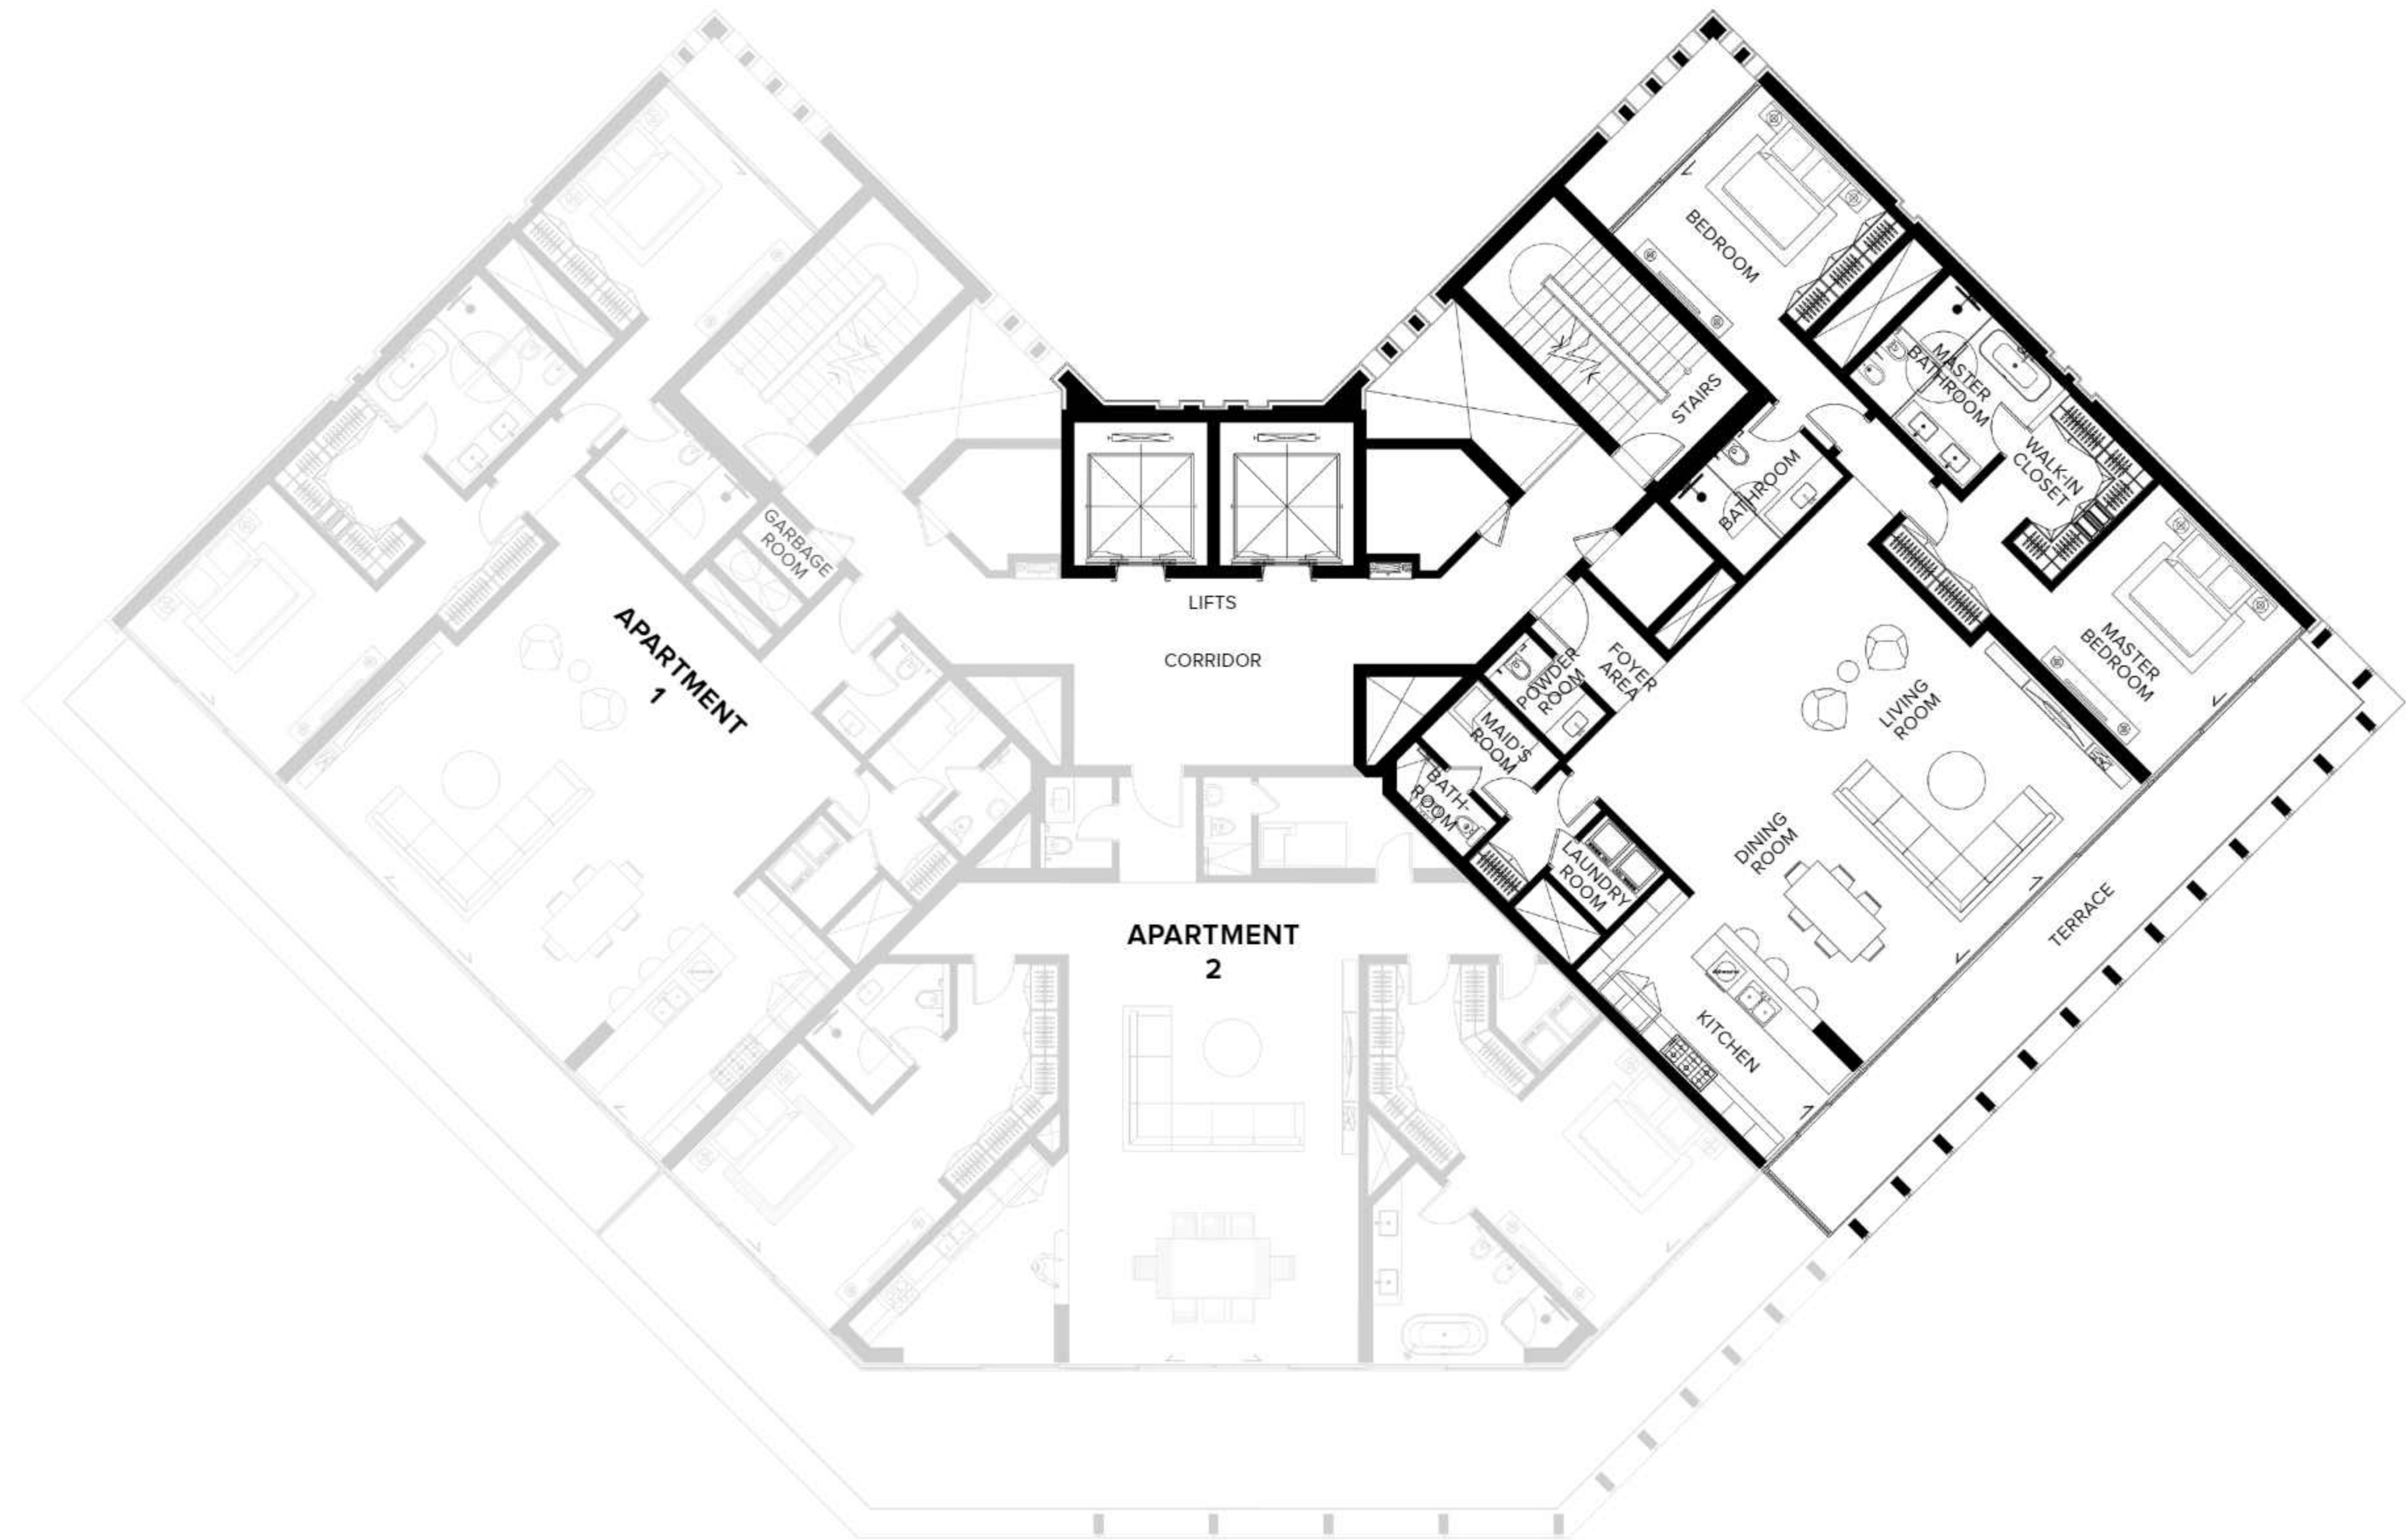 BEDROOM
MASTER
BATHROOM
STAIRS
WALK-IN
CLOSET
BATHROOM
GARBAGE
ROOM
LIFTS
CORRIDOR
APARTMENT
1
FOYER
AREA
POWDER
ROOM
MASTER
BEDROOM
LIVING
ROOM
MAID'S
ROOM
BATH-
ROOM
DINING
ROOM
LAUNDRY
ROOM
TERRACE
APARTMENT
2
KITCHEN